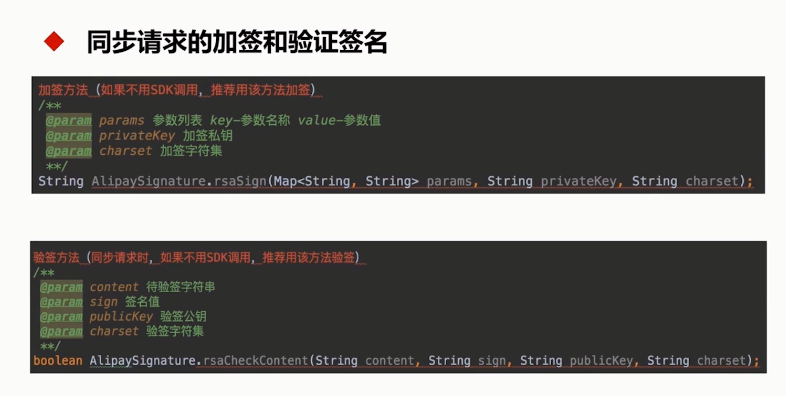 同步请求的加签和验证签名
加签方法（如果不用SDK调用，推荐用该方法加签）
/**
@param params 参数列表 key-参数名称 value-参数值
@param privateKey 加签私钥
@param charset 加签字符集
**/
String AlipaySignature.rsaSign(Map<String, String> params, String privateKey, String charset);
验签方法（同步请求时，如果不用SDK调用，推荐用该方法验签）
/**
@param content 待验签字符串
@param sign 签名值
@param publicKey 验签公钥
@param charset 验签字符集
**/
boolean AlipaySignature.rsaCheckContent(String content, String sign, String publicKey, String charset);